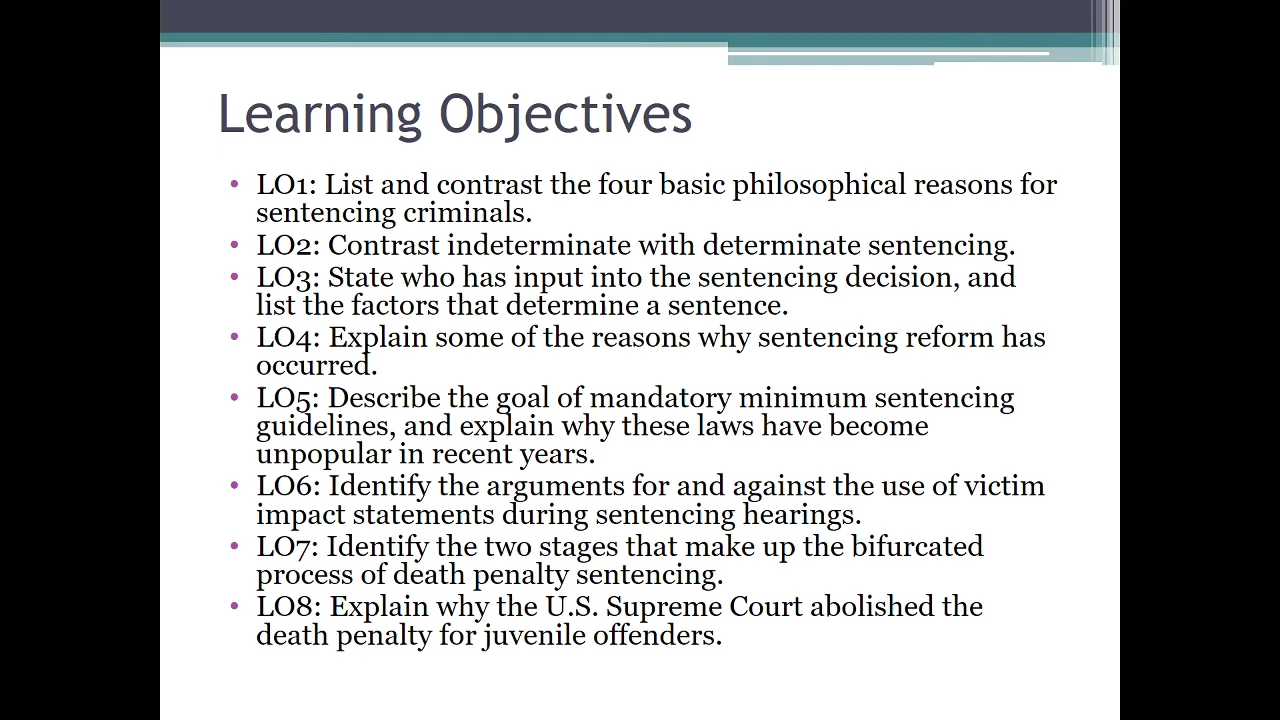 Learning Objectives
• LO1: List and contrast the four basic philosophical reasons for
sentencing criminals.
• LO2: Contrast indeterminate with determinate sentencing.
• LO3: State who has input into the sentencing decision, and
list the factors that determine a sentence.
• LO4: Explain some of the reasons why sentencing reform has
occurred.
• LO5: Describe the goal of mandatory minimum sentencing
guidelines, and explain why these laws have become
unpopular in recent years.
• LO6: Identify the arguments for and against the use of victim
impact statements during sentencing hearings.
• LO7: Identify the two stages that make up the bifurcated
process of death penalty sentencing.
• LO8: Explain why the U.S. Supreme Court abolished the
death penalty for juvenile offenders.